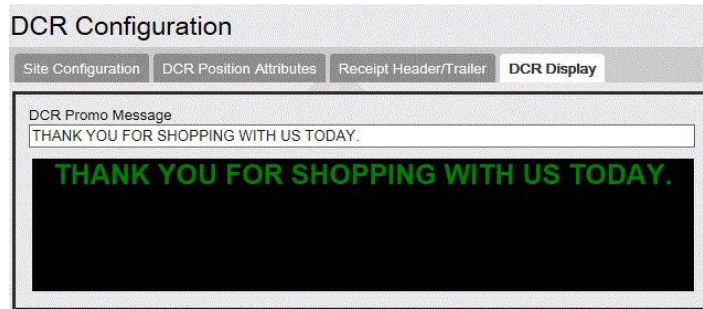 DCR Configuration
Site Configuration DCR Position Attributes Receipt Header/Trailer DCR Display
DCR Promo Message
THANK YOU FOR SHOPPING WITH US TODAY.
THANK YOU FOR SHOPPING WITH US TODAY.